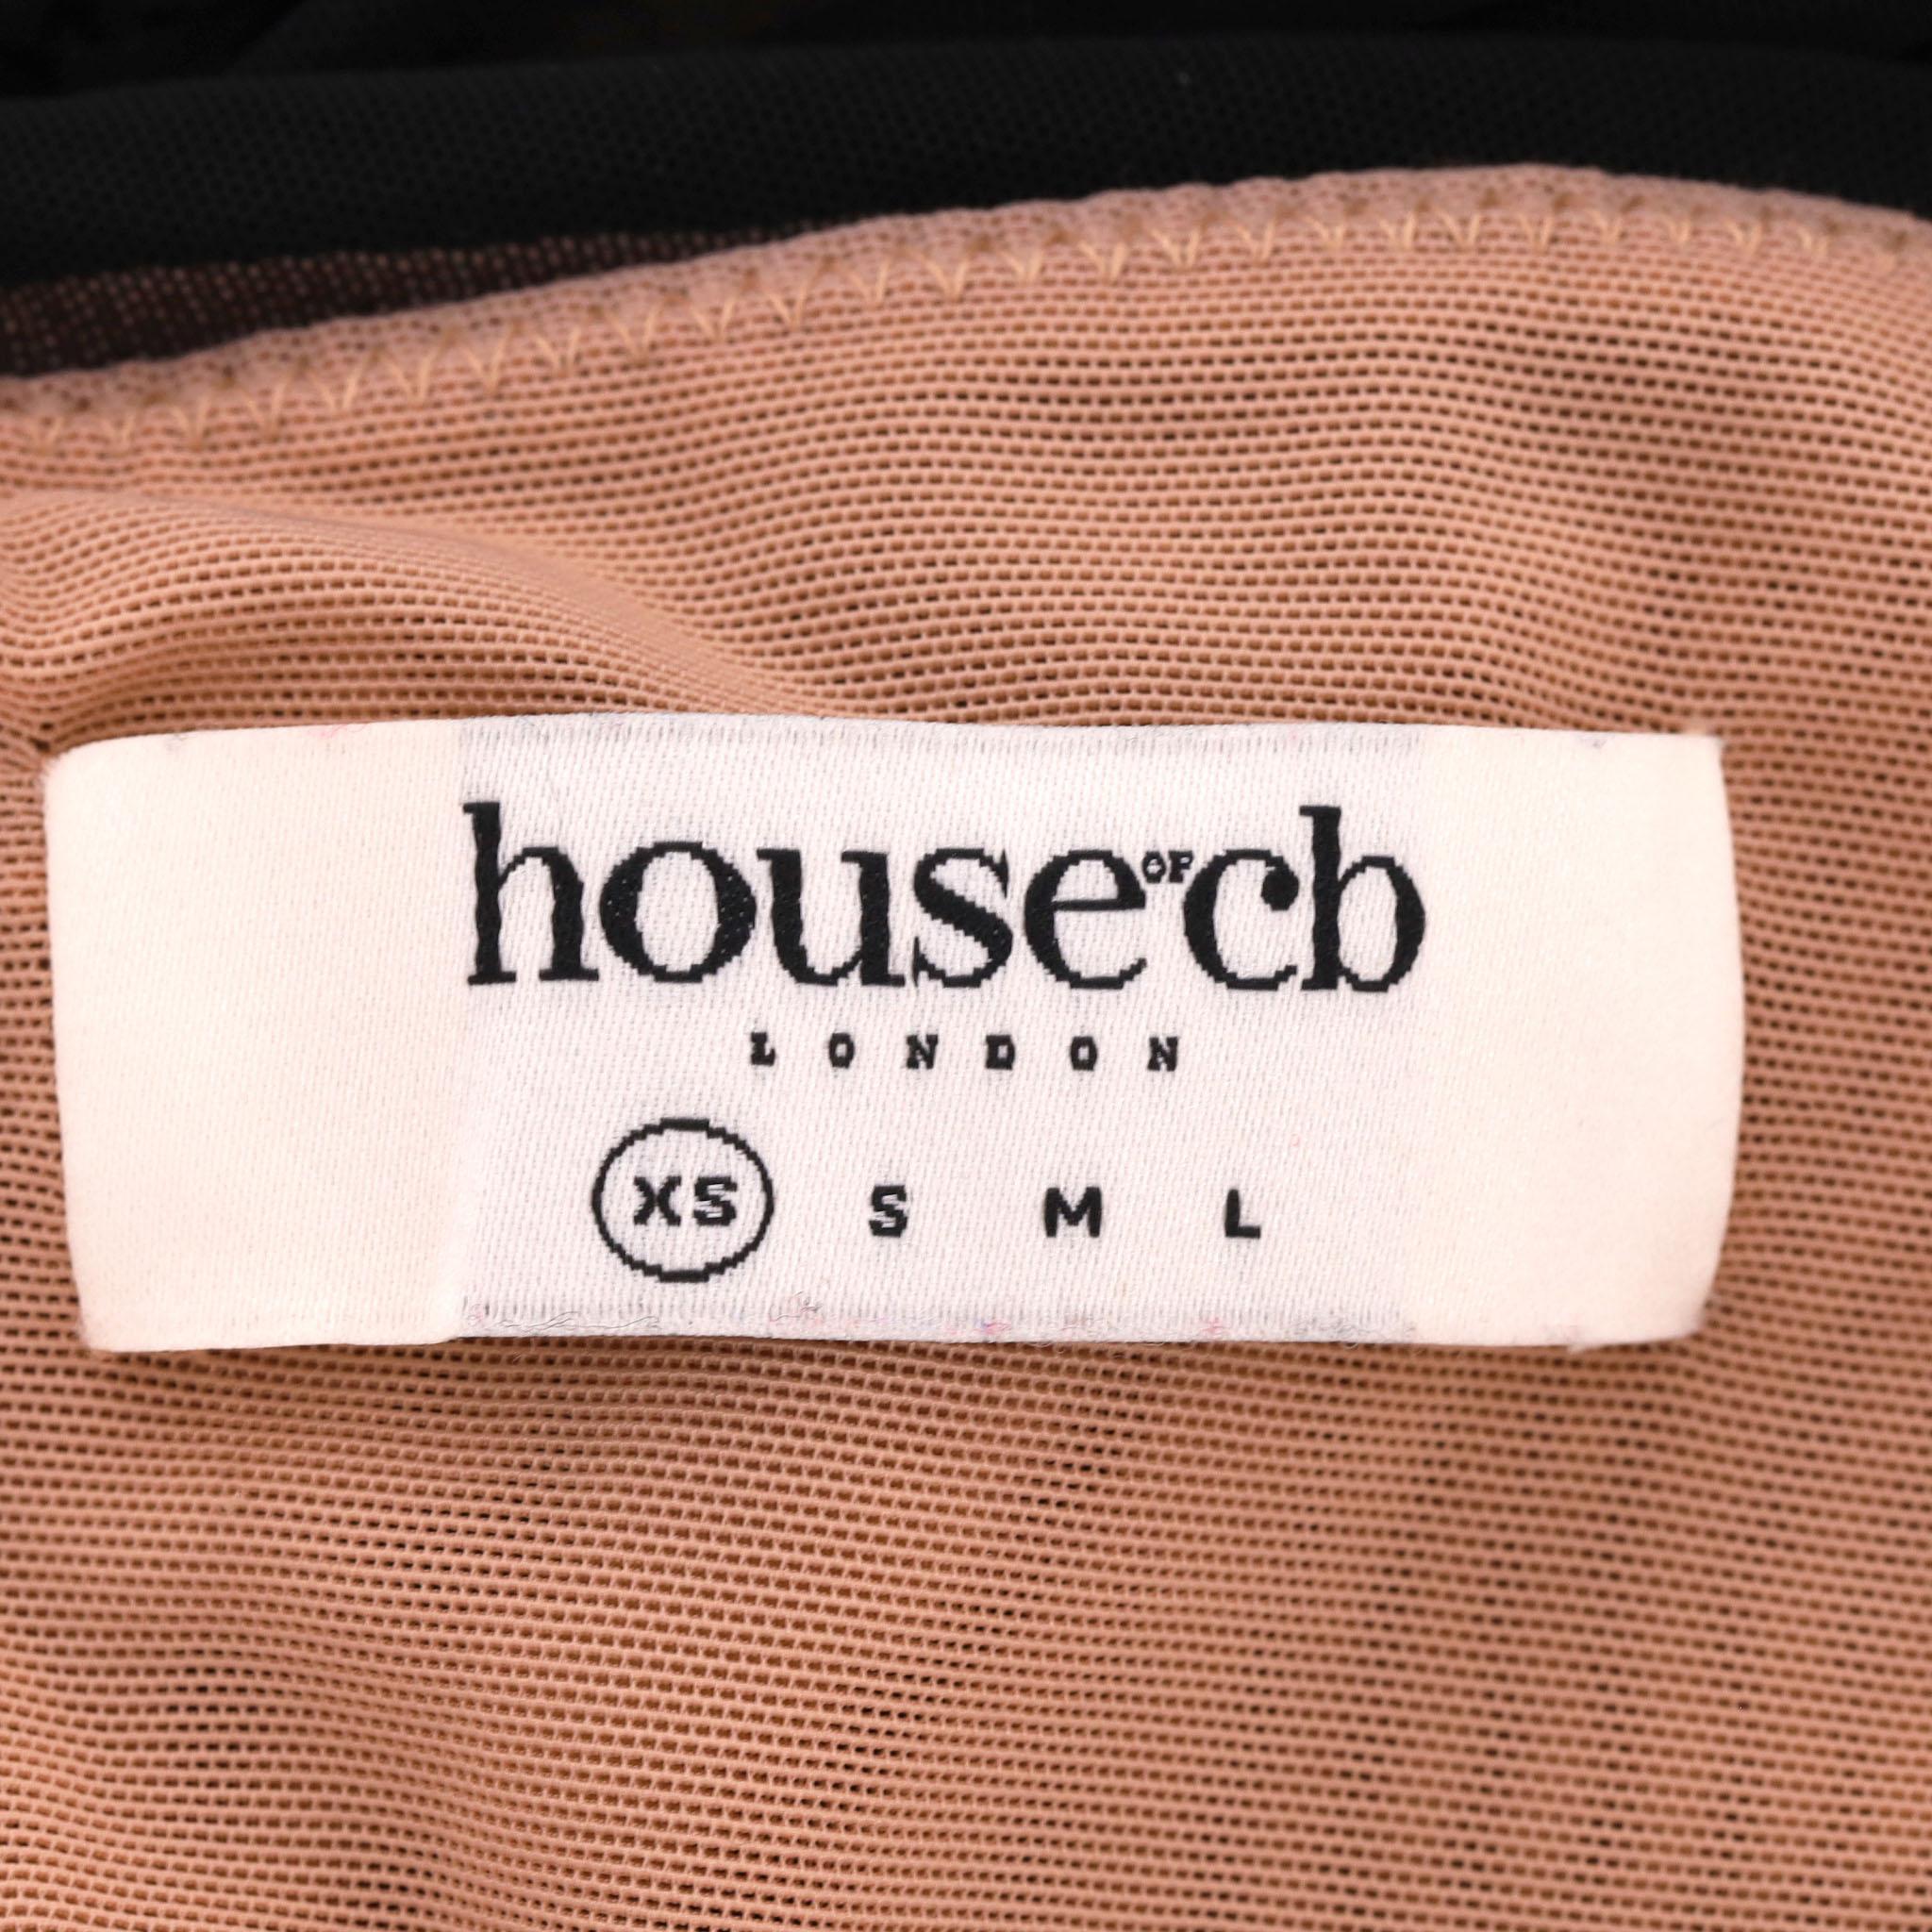 house OF cb
LONDON
XS S M L